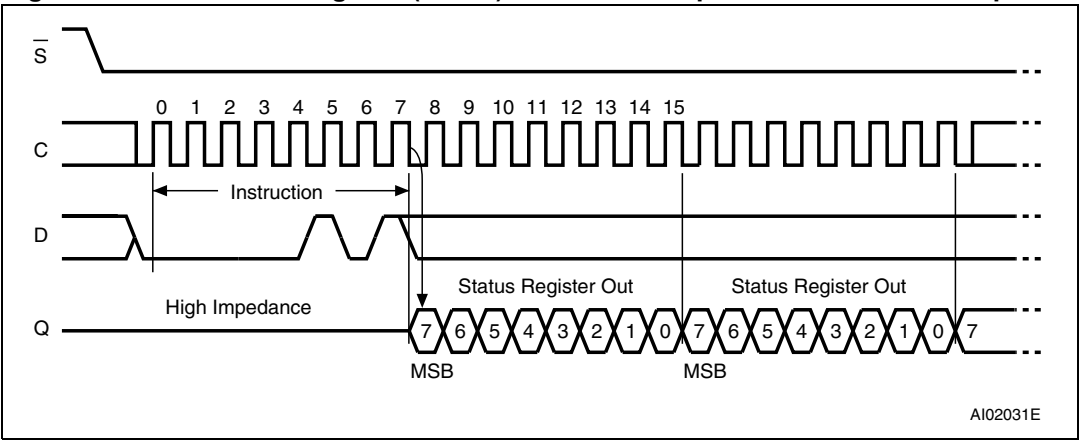 S
0 1 2 3 4 5 6 7 8 9 10 11 12 13 14 15
C
Instruction
D
High Impedance
Status Register Out Status Register Out
Q
7 6 5 4 3 2 1 0 7 6 5 4 3 2 1 0 7
MSB MSB
AI02031E